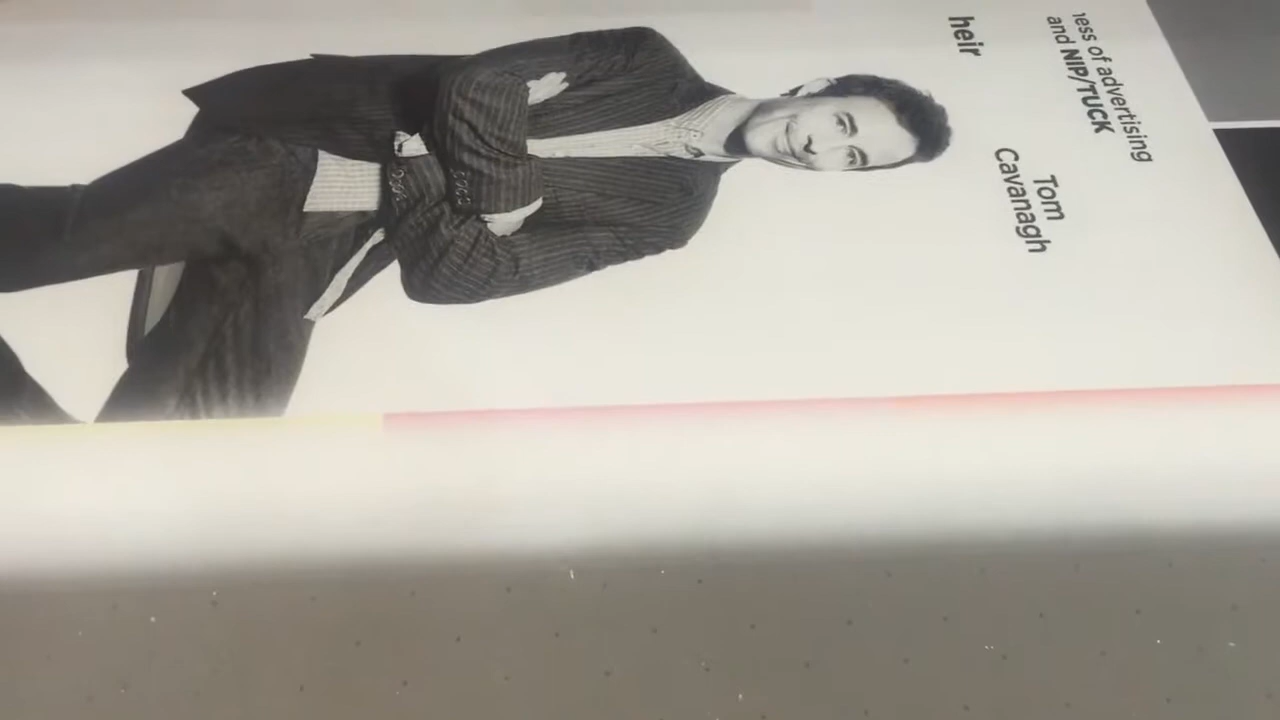 ness of advertising
and NIP/TUCK
heir
Tom
Cavanagh